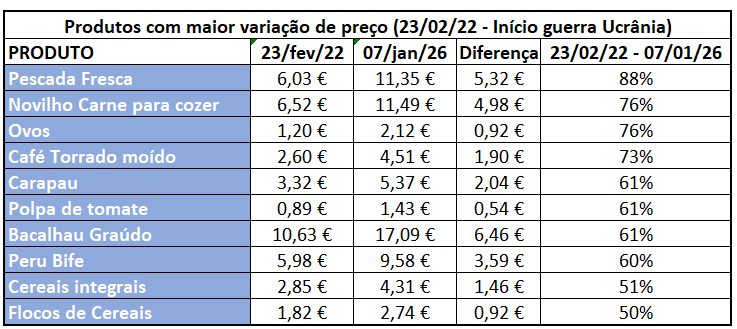 Produtos com maior variação de preço (23/02/22 - Início guerra Ucrânia)
PRODUTO 23/fev/22 07/jan/26 Diferença 23/02/22 - 07/01/26
Pescada Fresca 6,03 € 11,35 € 5,32 € 88%
Novilho Carne para cozer 6,52 € 11,49 € 4,98 € 76%
Ovos 1,20 € 2,12 € 0,92 € 76%
Café Torrado moído 2,60 € 4,51 € 1,90 € 73%
Carapau 3,32 € 5,37 € 2,04 € 61%
Polpa de tomate 0,89 € 1,43 € 0,54 € 61%
Bacalhau Graúdo 10,63 € 17,09 € 6,46 € 61%
Peru Bife 5,98 € 9,58 € 3,59 € 60%
Cereais integrais 2,85 € 4,31 € 1,46 € 51%
Flocos de Cereais 1,82 € 2,74 € 0,92 € 50%